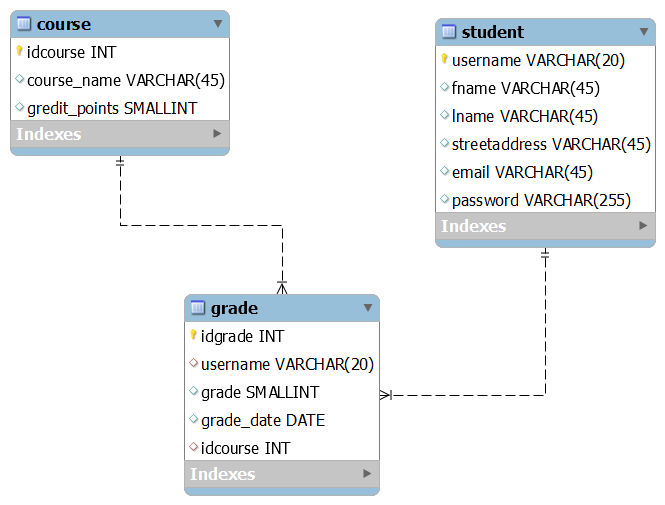 course
idcourse INT
course_name VARCHAR(45)
gredit_points SMALLINT
Indexes
student
username VARCHAR(20)
fname VARCHAR(45)
lname VARCHAR(45)
streetaddress VARCHAR(45)
email VARCHAR(45)
password VARCHAR(255)
Indexes
grade
idgrade INT
username VARCHAR(20)
grade SMALLINT
grade_date DATE
idcourse INT
Indexes